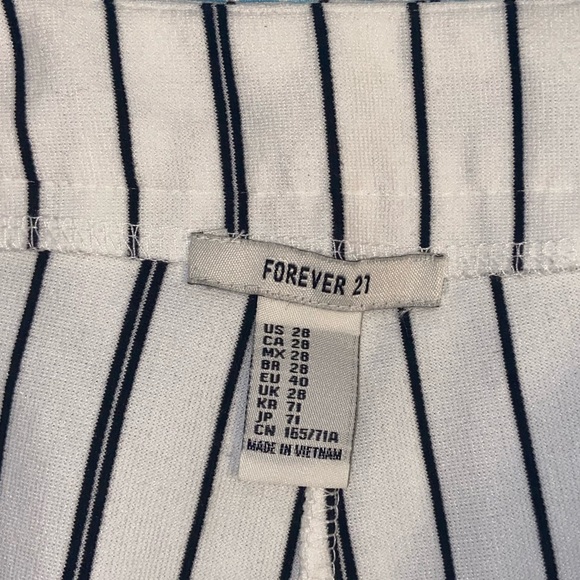 FOREVER 21
US 28
CA 28
MX 28
BR 28
EU 40
UK 28
KR 71
JP 71
CN 165/71A
MADE IN VIETNAM